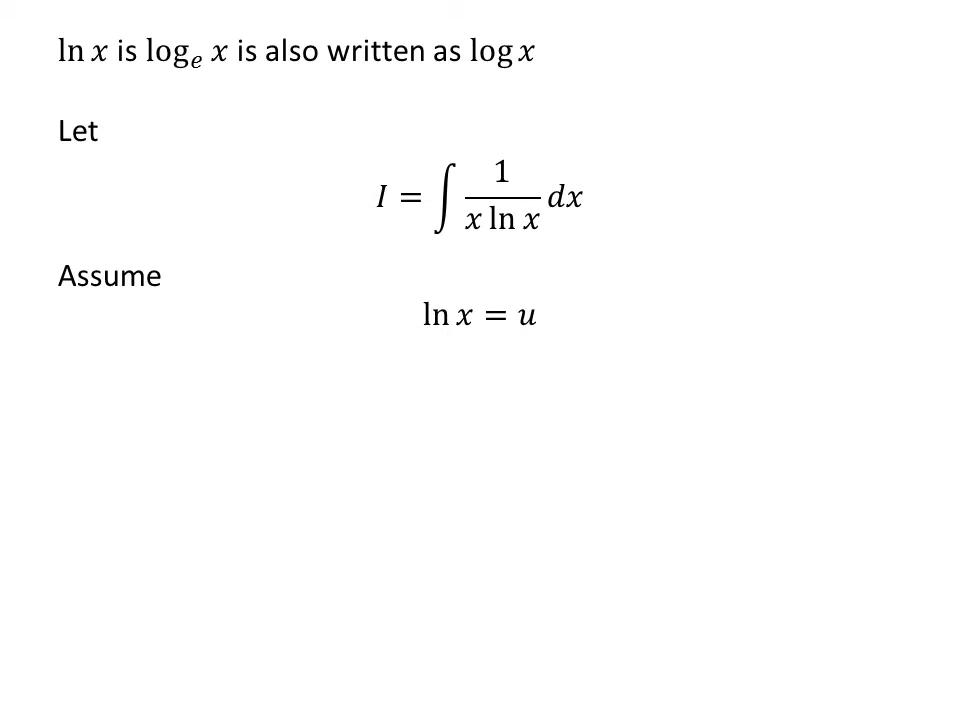 ln x is logₑ x is also written as log x
Let
I = ∫ 1/(x ln x) dx
Assume
ln x = u